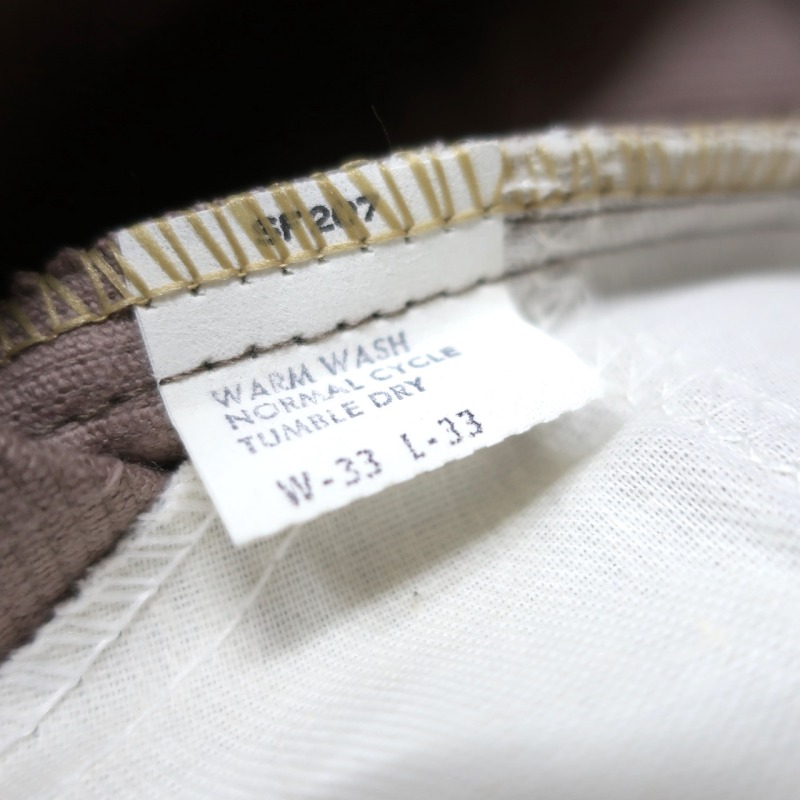 SF207
WARM WASH
NORMAL CYCLE
TUMBLE DRY
W-33 L-33